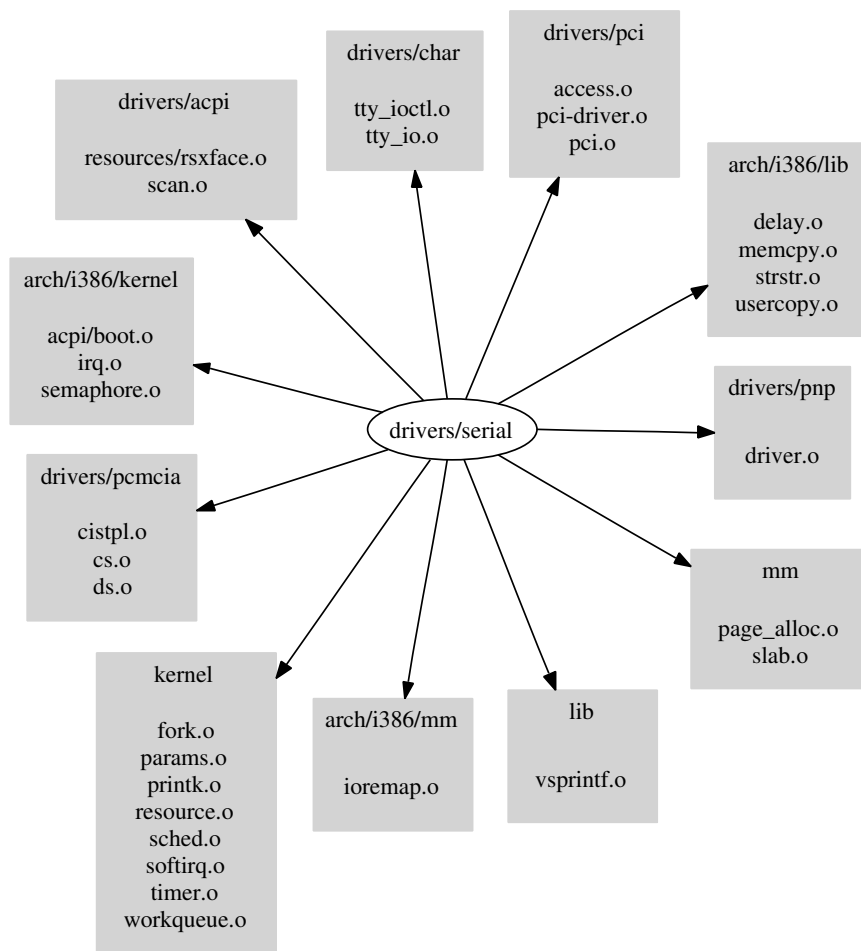 drivers/pci
access.o
pci-driver.o
pci.o
drivers/char
tty_ioctl.o
tty_io.o
drivers/acpi
resources/rsxface.o
scan.o
arch/i386/lib
delay.o
memcpy.o
strstr.o
usercopy.o
arch/i386/kernel
acpi/boot.o
irq.o
semaphore.o
drivers/pnp
driver.o
drivers/serial
drivers/pcmcia
cistpl.o
cs.o
ds.o
mm
page_alloc.o
slab.o
kernel
fork.o
params.o
printk.o
resource.o
sched.o
softirq.o
timer.o
workqueue.o
arch/i386/mm
ioremap.o
lib
vsprintf.o